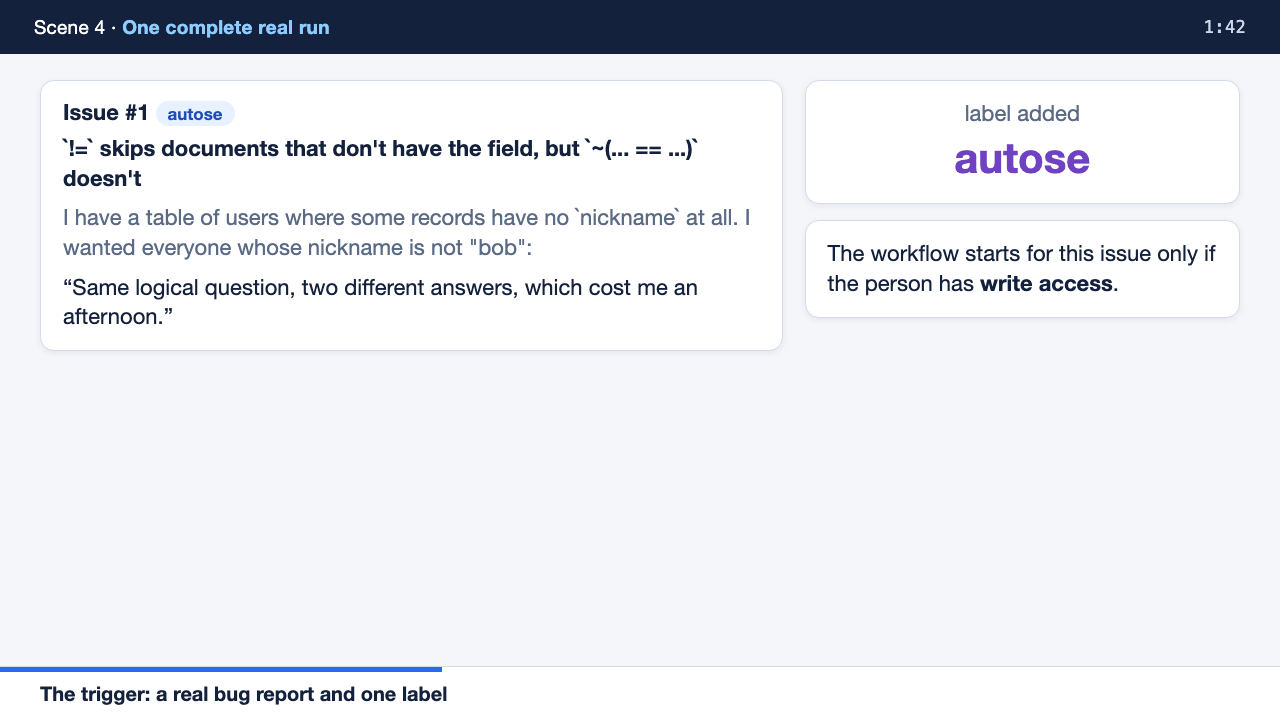 Scene 4 · One complete real run
1:42
Issue #1 autose
`!=` skips documents that don't have the field, but `~(... == ...)`
doesn't
I have a table of users where some records have no `nickname` at all. I
wanted everyone whose nickname is not "bob":
“Same logical question, two different answers, which cost me an
afternoon.”
label added
autose
The workflow starts for this issue only if
the person has write access.
The trigger: a real bug report and one label